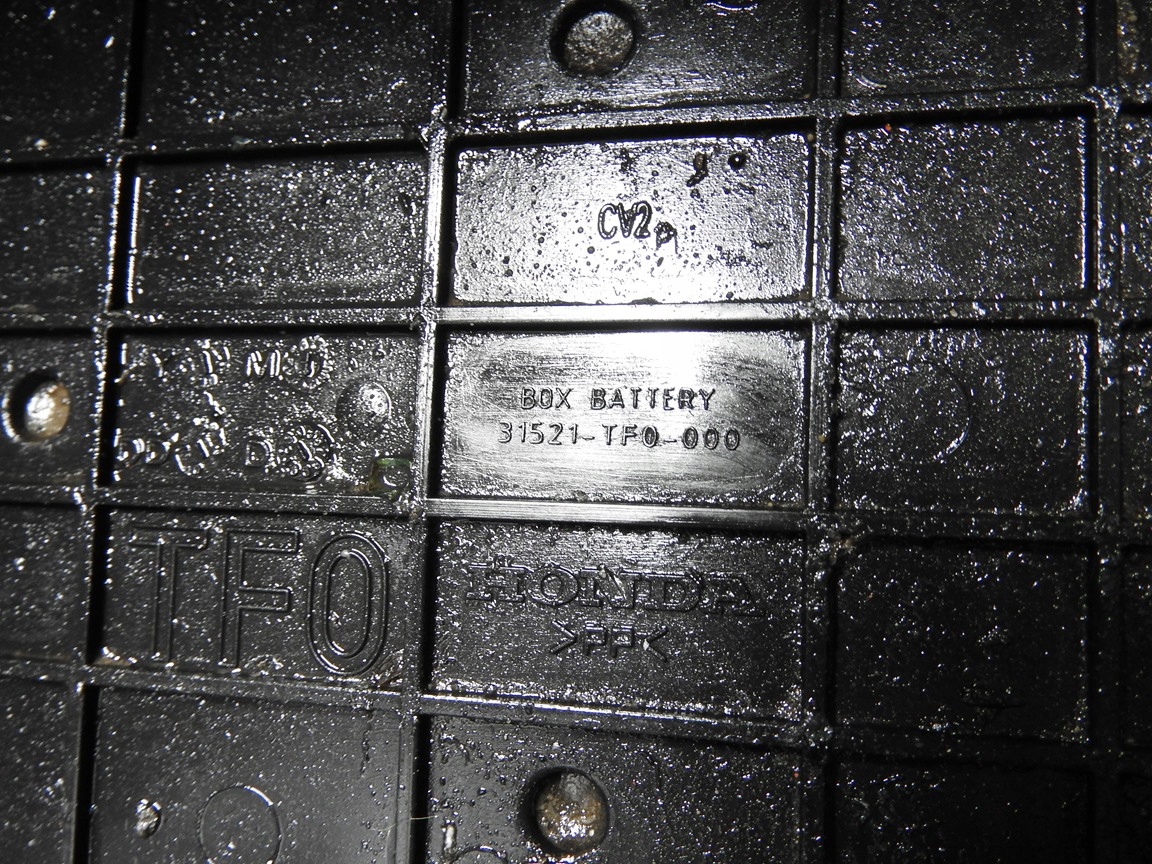 CV2
BOX BATTERY
31521-TF0-000
TF0
HONDA
>PP<